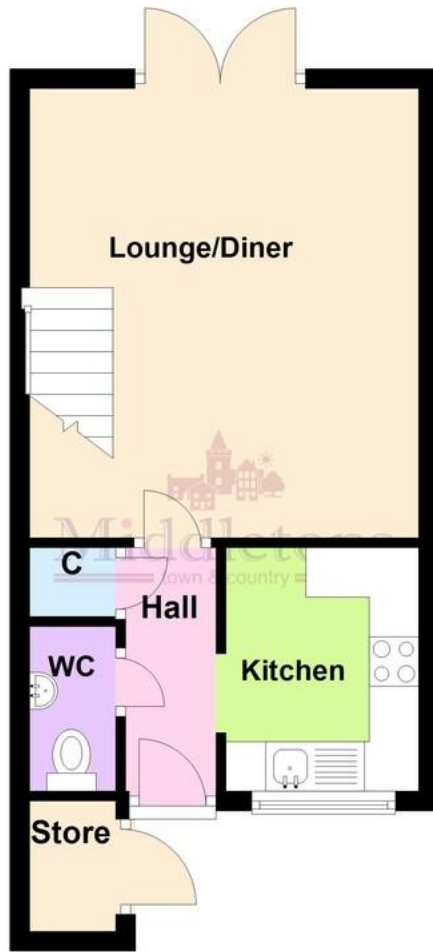 Lounge/Diner
Middletons
town & country
C
Hall
WC
Kitchen
Store